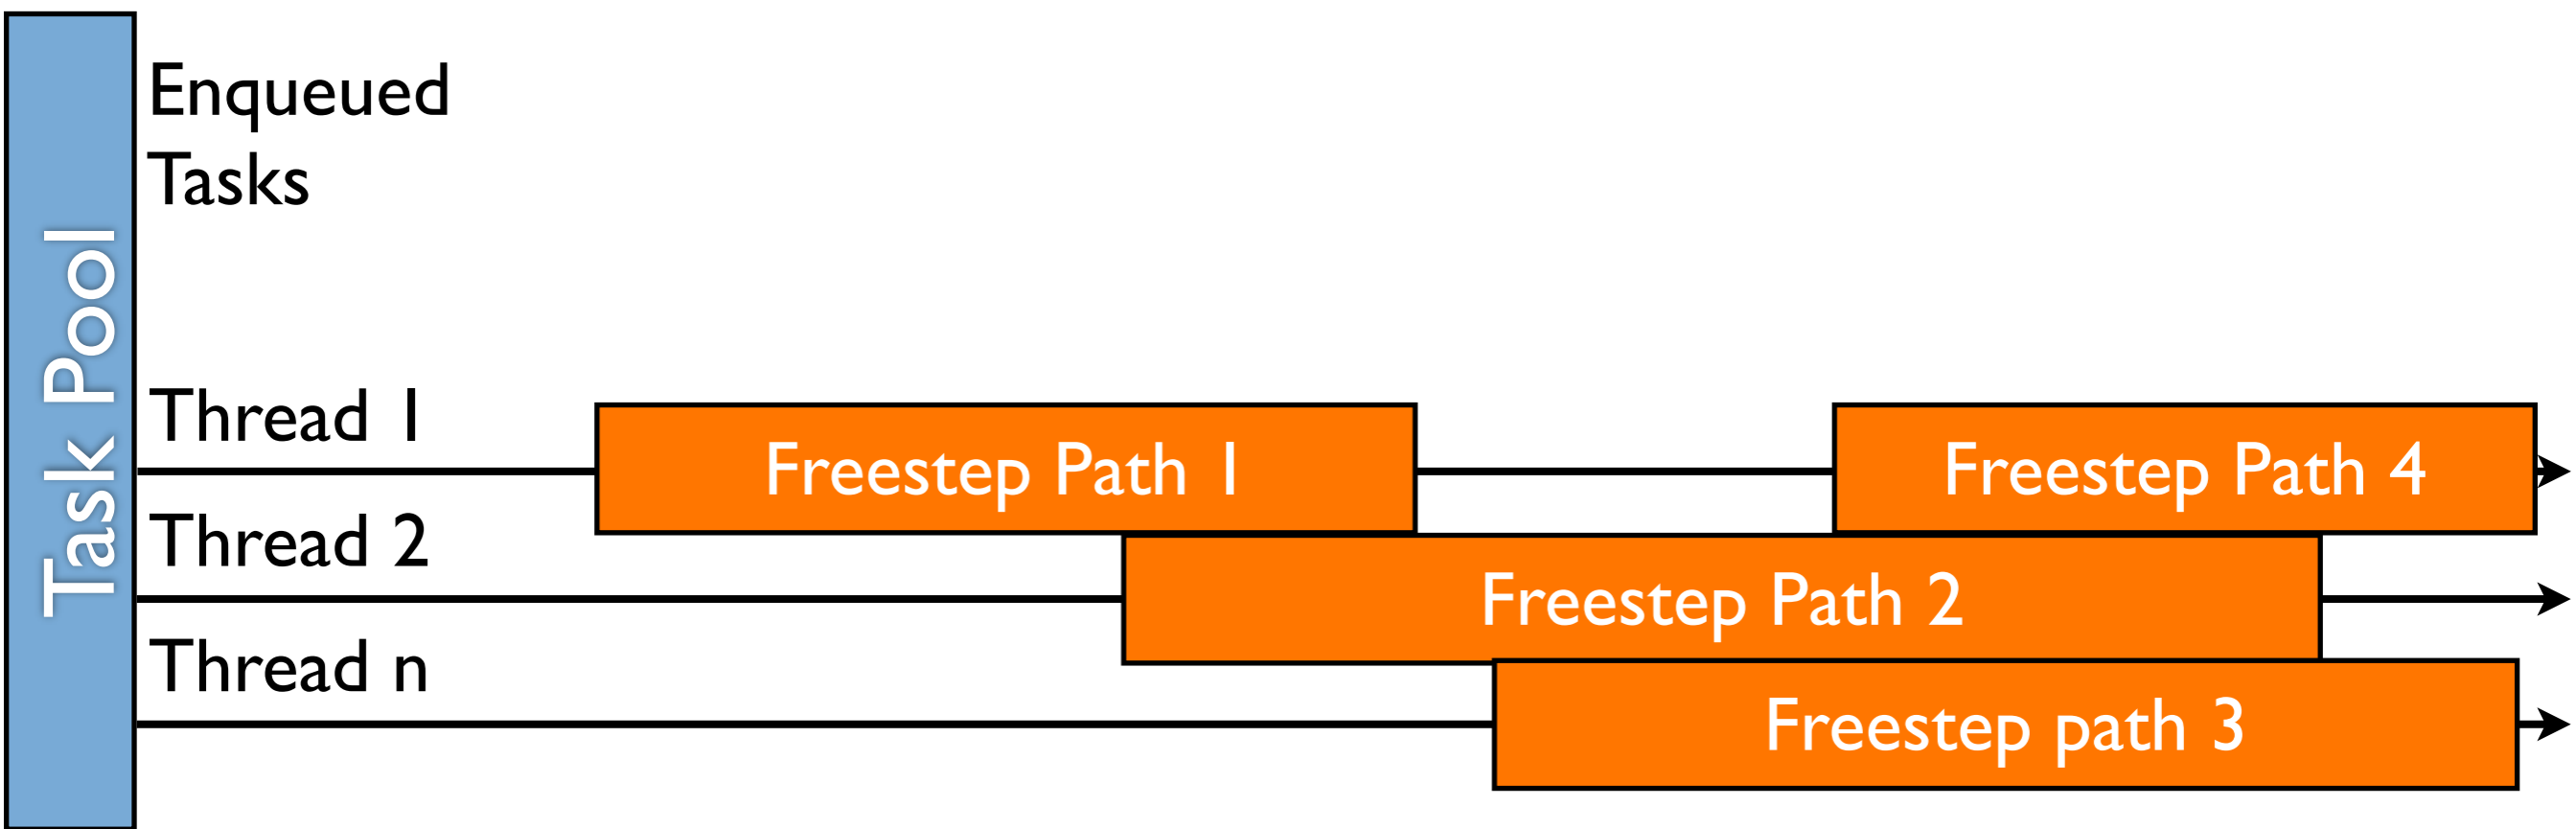 Task Pool
Enqueued
Tasks
Thread 1
Freestep Path 1
Freestep Path 4
Thread 2
Freestep Path 2
Thread n
Freestep path 3